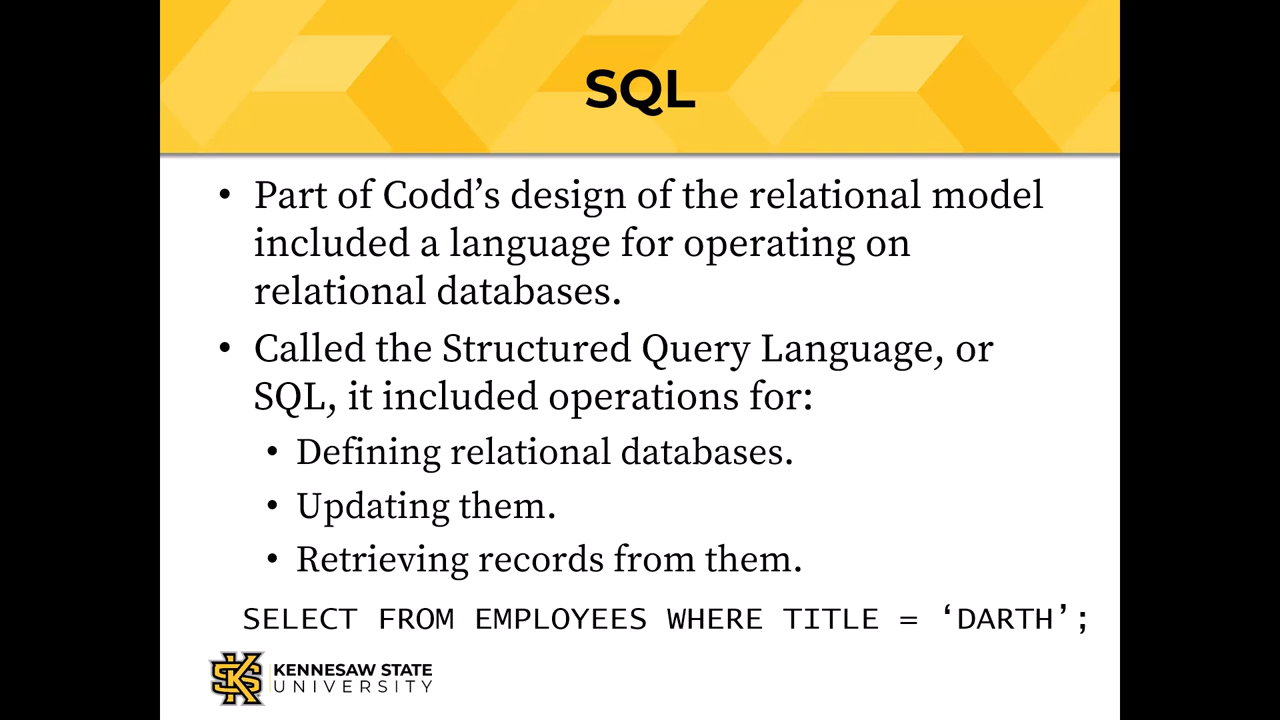 SQL
• Part of Codd’s design of the relational model
included a language for operating on
relational databases.
• Called the Structured Query Language, or
SQL, it included operations for:
• Defining relational databases.
• Updating them.
• Retrieving records from them.
SELECT FROM EMPLOYEES WHERE TITLE = ‘DARTH’;
KENNESAW STATE
UNIVERSITY